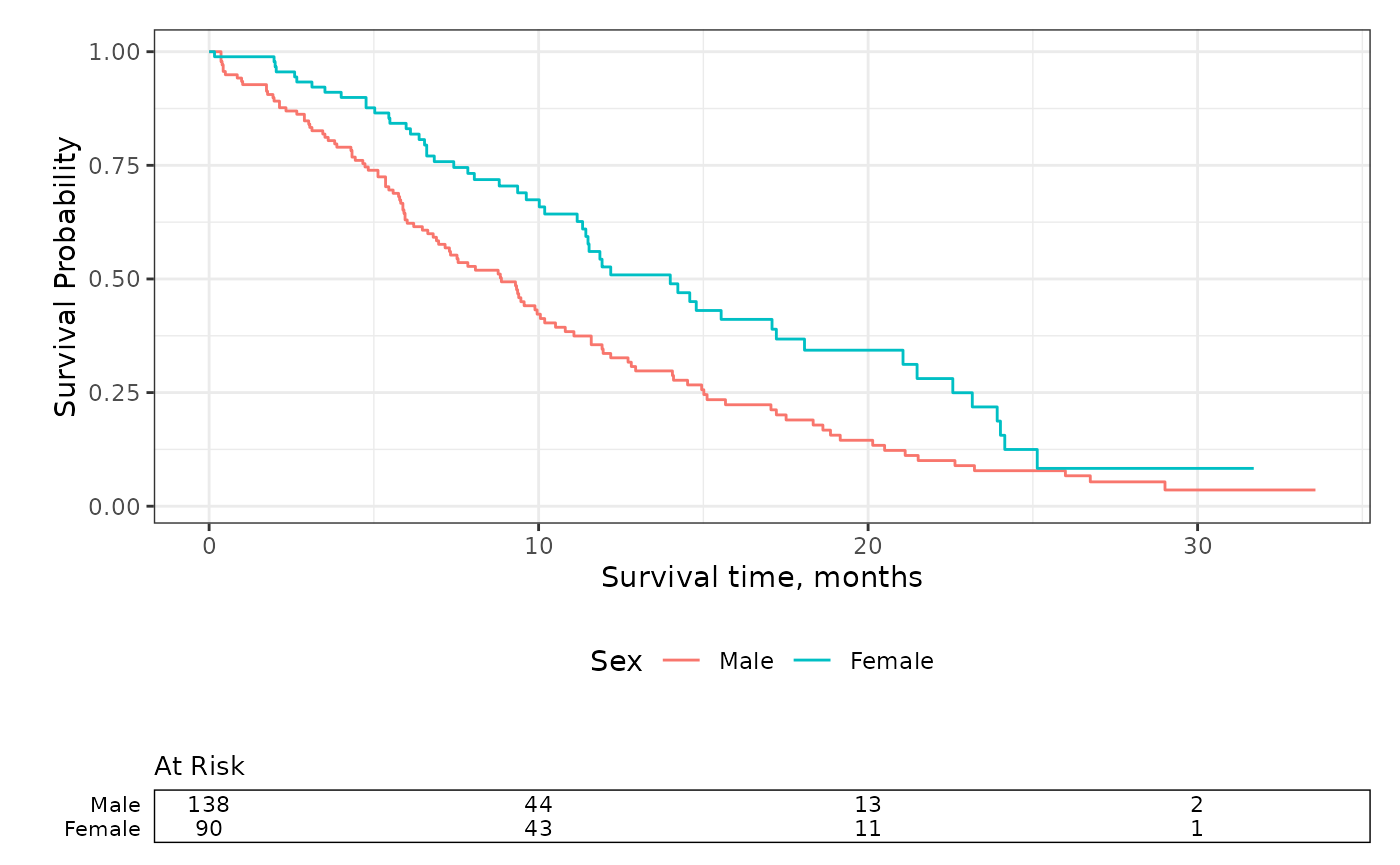 1.00
0.75
0.50
0.25
0.00
Survival Probability
0 10 20 30
Survival time, months
Sex Male Female
At Risk
Male 138 44 13 2
Female 90 43 11 1